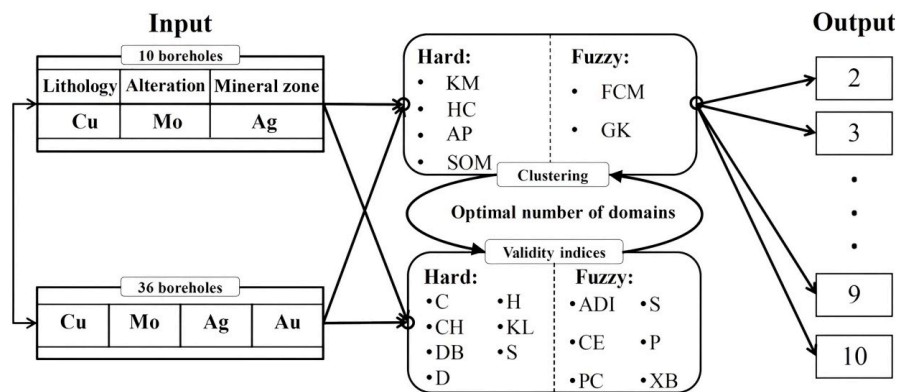 Input
10 boreholes
Lithology Alteration Mineral zone
Cu Mo Ag
36 boreholes
Cu Mo Ag Au
Hard:
• KM
• HC
• AP
• SOM
Fuzzy:
• FCM
• GK
Clustering
Optimal number of domains
Validity indices
Hard:
•C •H
•CH •KL
•DB •S
•D
Fuzzy:
•ADI •S
•CE •P
•PC •XB
Output
2
3
9
10